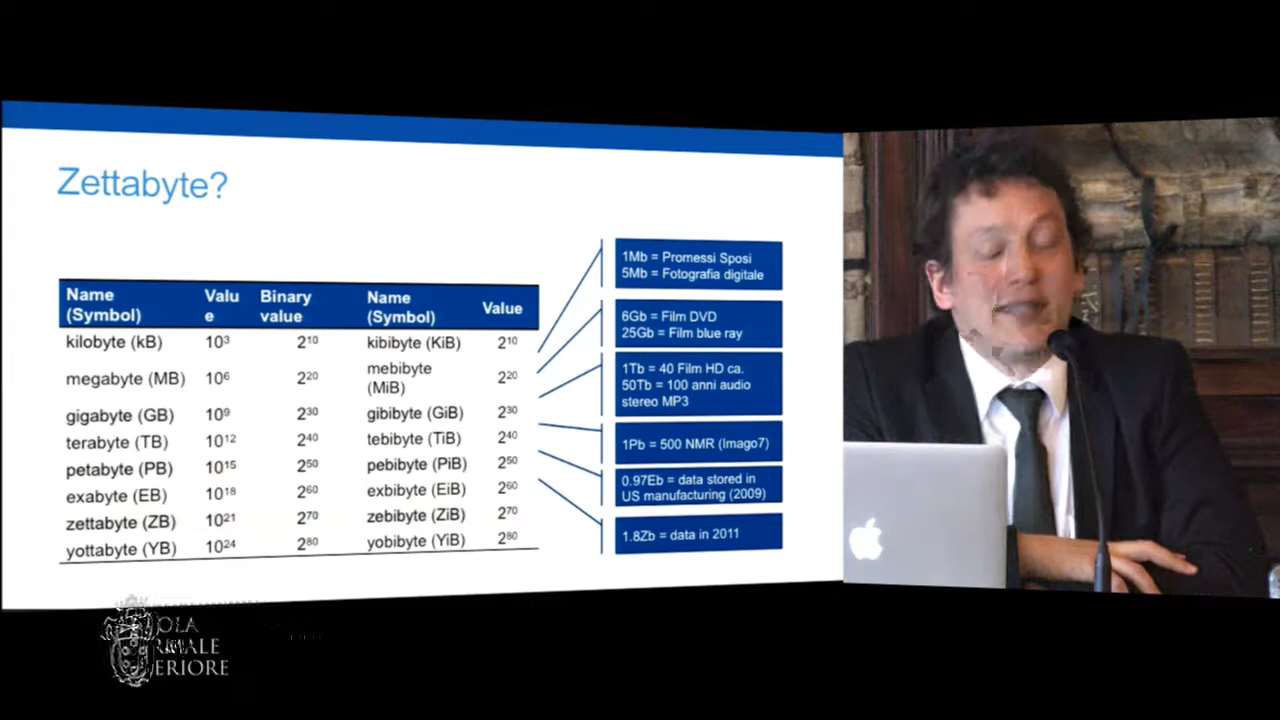 Zettabyte?
Name (Symbol) Value Binary value Name (Symbol) Value
kilobyte (kB) 10³ 2¹⁰ kibibyte (KiB) 2¹⁰
megabyte (MB) 10⁶ 2²⁰ mebibyte (MiB) 2²⁰
gigabyte (GB) 10⁹ 2³⁰ gibibyte (GiB) 2³⁰
terabyte (TB) 10¹² 2⁴⁰ tebibyte (TiB) 2⁴⁰
petabyte (PB) 10¹⁵ 2⁵⁰ pebibyte (PiB) 2⁵⁰
exabyte (EB) 10¹⁸ 2⁶⁰ exbibyte (EiB) 2⁶⁰
zettabyte (ZB) 10²¹ 2⁷⁰ zebibyte (ZiB) 2⁷⁰
yottabyte (YB) 10²⁴ 2⁸⁰ yobibyte (YiB) 2⁸⁰
1Mb = Promessi Sposi
5Mb = Fotografia digitale
6Gb = Film DVD
25Gb = Film blue ray
1Tb = 40 Film HD ca.
50Tb = 100 anni audio
stereo MP3
1Pb = 500 NMR (Imago7)
0.97Eb = data stored in
US manufacturing (2009)
1.8Zb = data in 2011